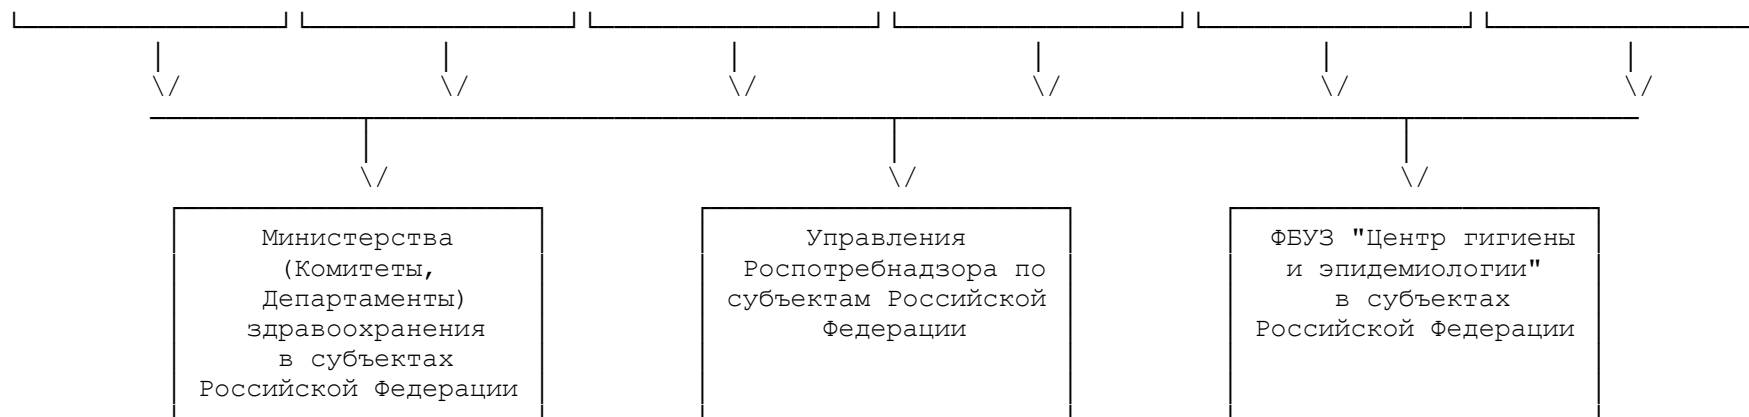 Министерства
(Комитеты,
Департаменты)
здравоохранения
в субъектах
Российской Федерации
Управления
Роспотребнадзора по
субъектам Российской
Федерации
ФБУЗ "Центр гигиены
и эпидемиологии"
в субъектах
Российской Федерации